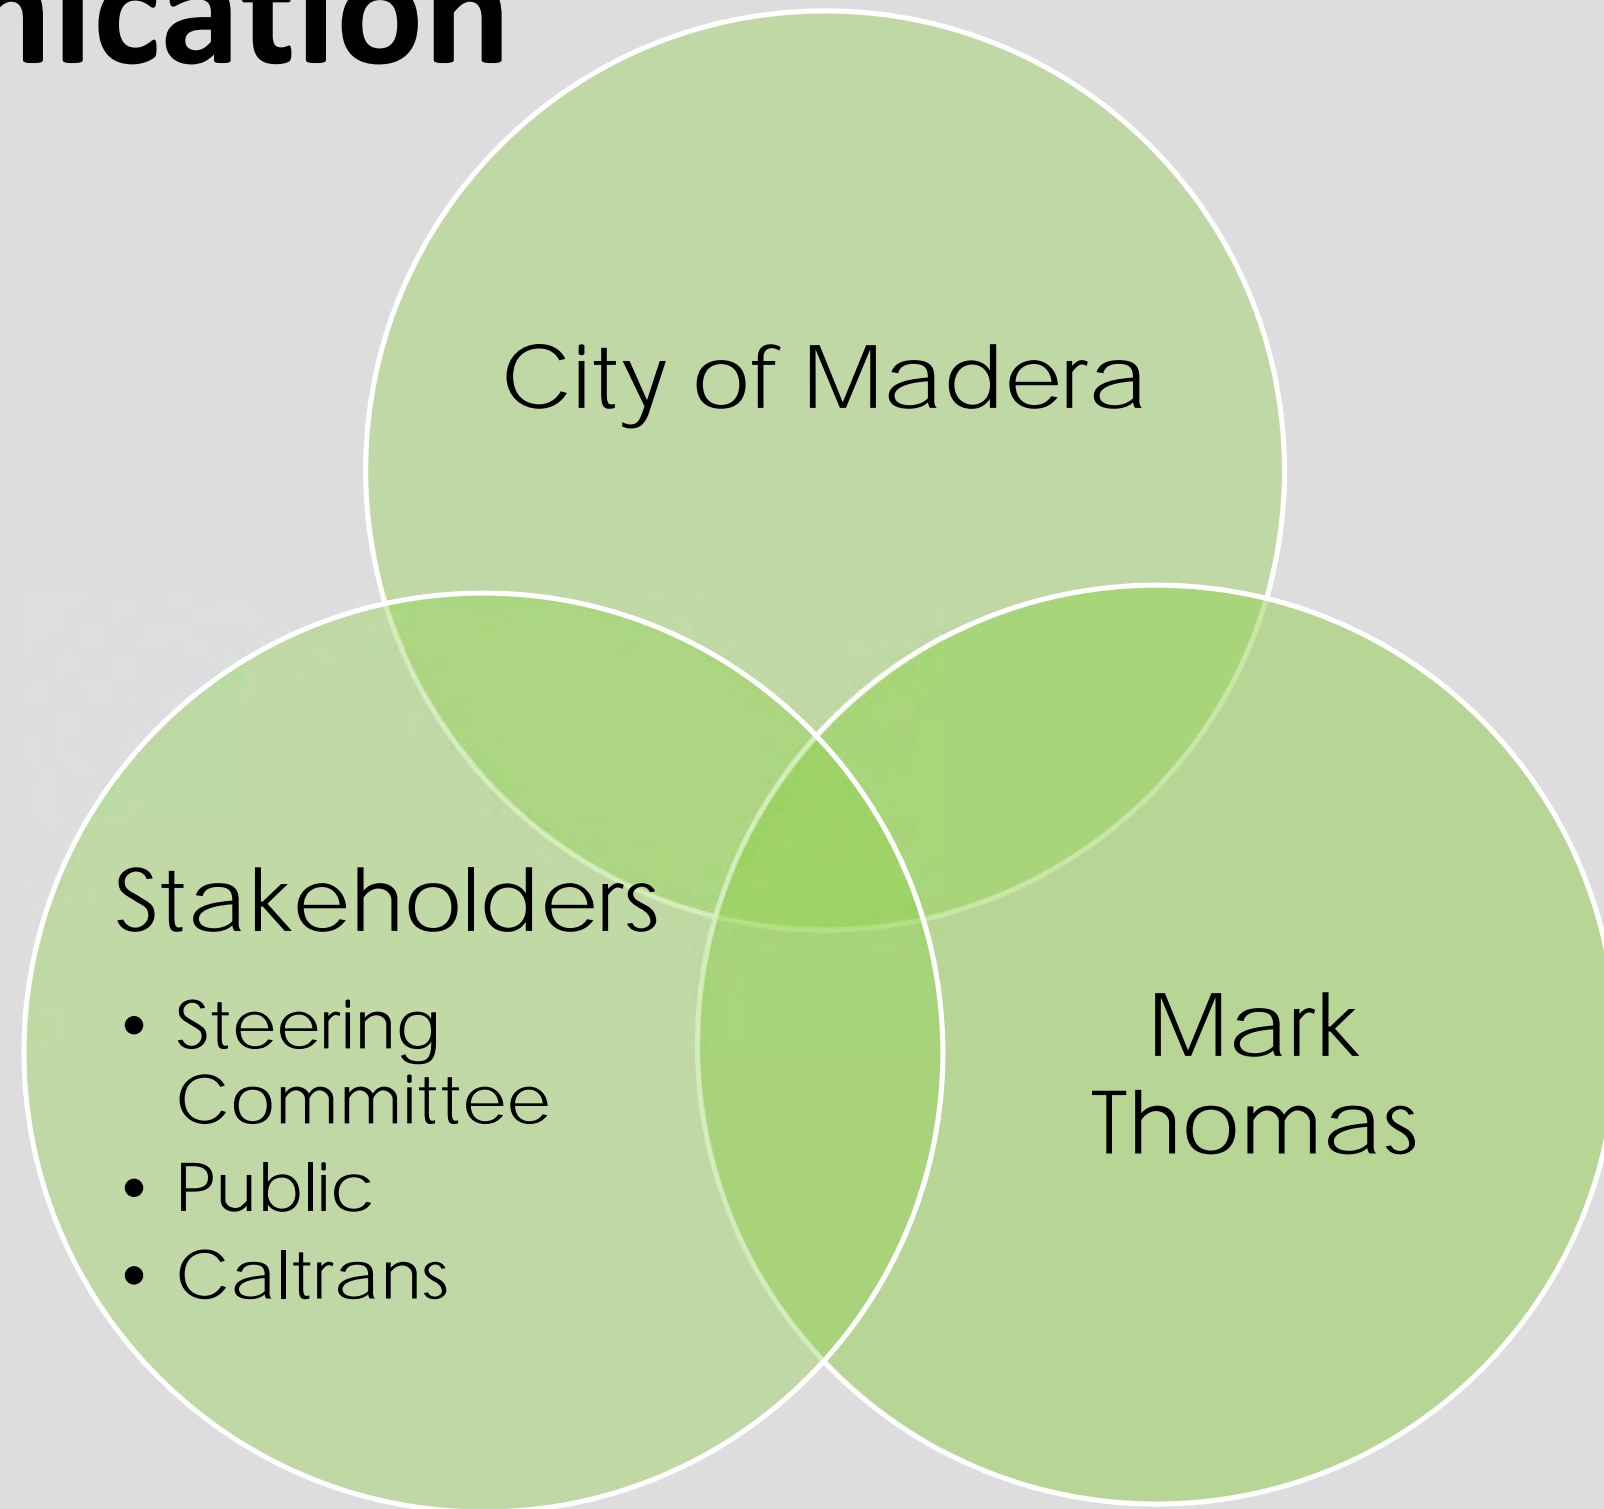 nication
City of Madera
Stakeholders
• Steering
Committee
• Public
• Caltrans
Mark
Thomas